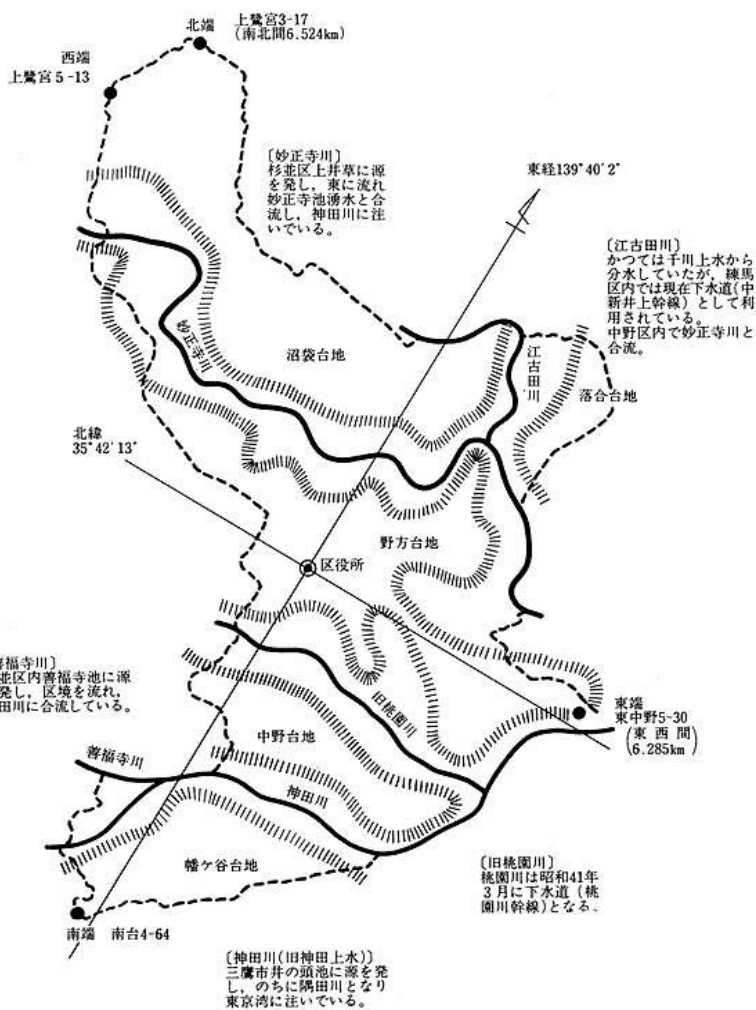 北端
上鷺宮3-17
(南北間6.524km)
西端
上鷺宮5-13
〔妙正寺川〕
杉並区上井草に源
を発し，東に流れ
妙正寺池湧水と合
流し，神田川に注
いでいる。
東経139°40′2″
〔江古田川〕
かつては千川上水から
分水していたが，練馬
区内では現在下水道(中
新井上幹線）として利
用されている。
中野区内で妙正寺川と
合流。
妙正寺川
沼袋台地
江古田川
落合台地
北緯
35°42′13″
野方台地
区役所
善福寺川〕
並区内善福寺池に源
発し，区境を流れ，
田川に合流している。
旧桃園川
東端
東中野5-30
(東西間
6.285km)
中野台地
善福寺川
神田川
幡ケ谷台地
〔旧桃園川〕
桃園川は昭和41年
3月に下水道（桃
園川幹線)となる。
南端 南台4-64
〔神田川(旧神田上水)〕
三鷹市井の頭池に源を発
し，のちに隅田川となり
東京湾に注いでいる。